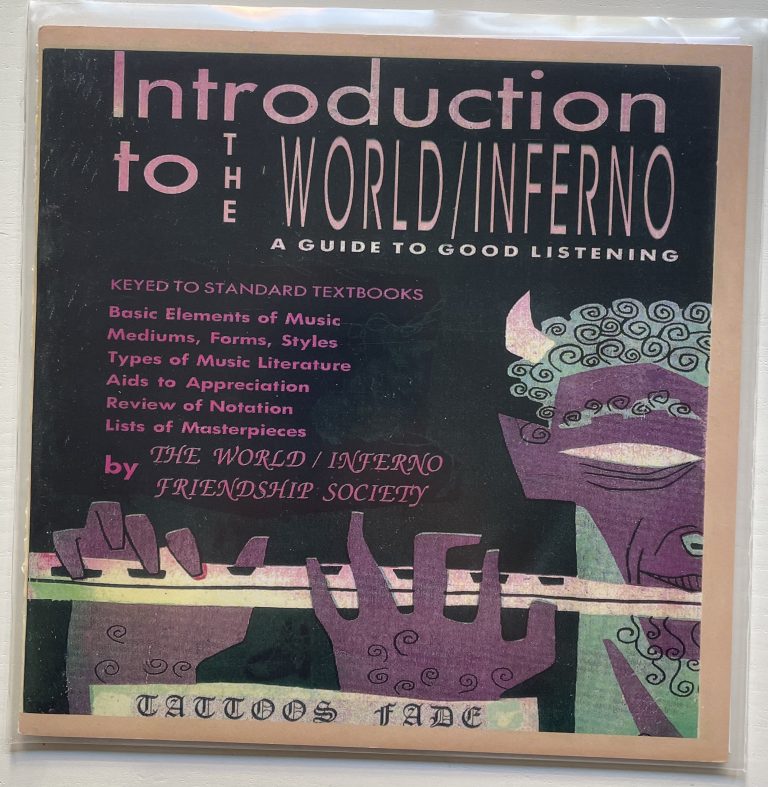 Introduction
to THE WORLD/INFERNO
A GUIDE TO GOOD LISTENING
KEYED TO STANDARD TEXTBOOKS
Basic Elements of Music
Mediums, Forms, Styles
Types of Music Literature
Aids to Appreciation
Review of Notation
Lists of Masterpieces
by THE WORLD / INFERNO
FRIENDSHIP SOCIETY
TATTOOS FADE